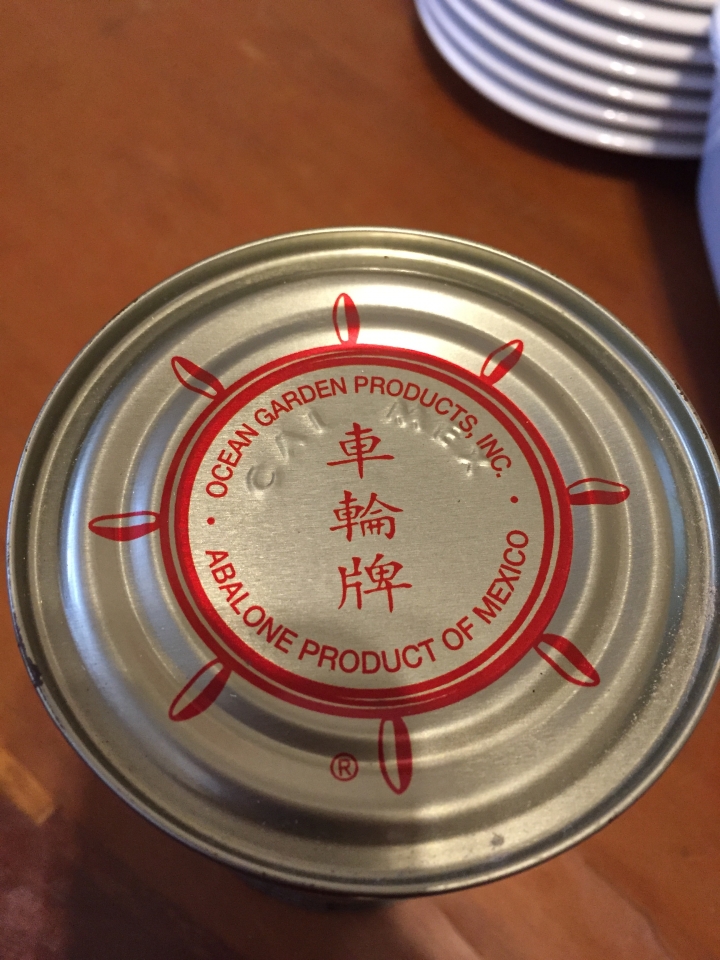 OCEAN GARDEN PRODUCTS, INC.
CAL MEX
車
輪
牌
• ABALONE PRODUCT OF MEXICO •
®